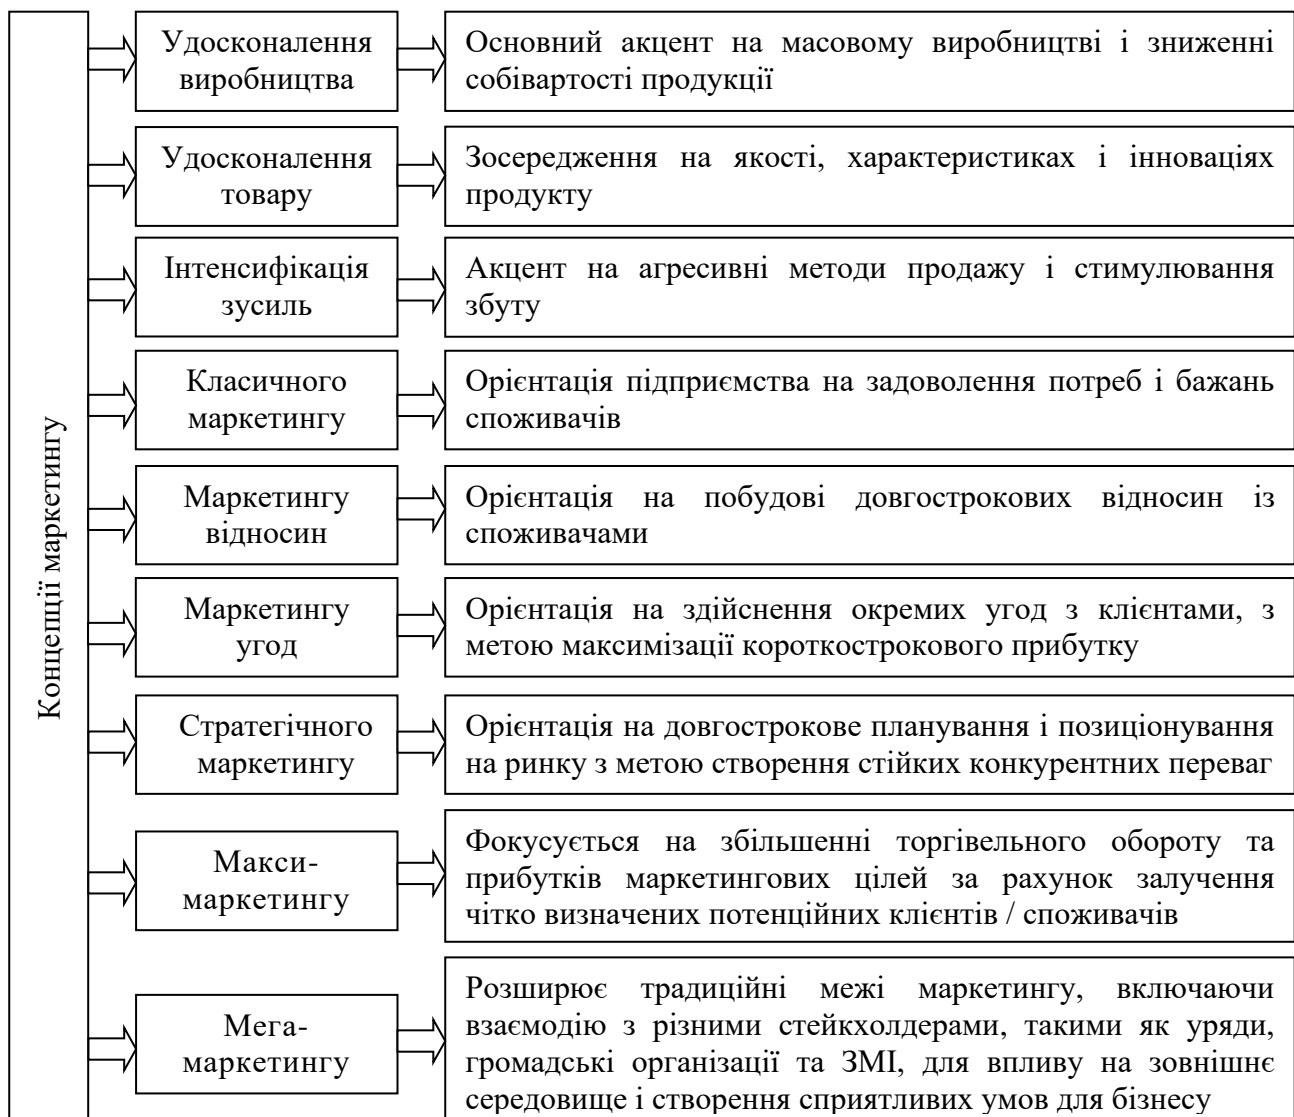 Концепції маркетингу
Удосконалення
виробництва
Основний акцент на масовому виробництві і зниженні
собівартості продукції
Удосконалення
товару
Зосередження на якості, характеристиках і інноваціях
продукту
Інтенсифікація
зусиль
Акцент на агресивні методи продажу і стимулювання
збуту
Класичного
маркетингу
Орієнтація підприємства на задоволення потреб і бажань
споживачів
Маркетингу
відносин
Орієнтація на побудові довгострокових відносин із
споживачами
Маркетингу
угод
Орієнтація на здійснення окремих угод з клієнтами, з
метою максимізації короткострокового прибутку
Стратегічного
маркетингу
Орієнтація на довгострокове планування і позиціонування
на ринку з метою створення стійких конкурентних переваг
Макси-
маркетингу
Фокусується на збільшенні торгівельного обороту та
прибутків маркетингових цілей за рахунок залучення
чітко визначених потенційних клієнтів / споживачів
Мега-
маркетингу
Розширює традиційні межі маркетингу, включаючи
взаємодію з різними стейкхолдерами, такими як уряди,
громадські організації та ЗМІ, для впливу на зовнішнє
середовище і створення сприятливих умов для бізнесу